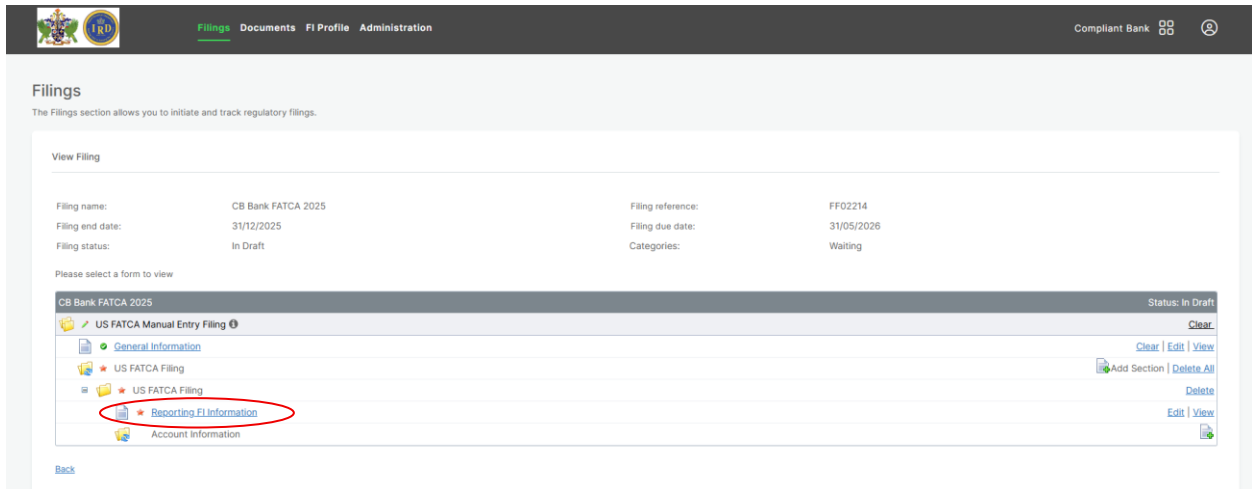 IRD
Filings Documents FI Profile Administration Compliant Bank
Filings
The Filings section allows you to initiate and track regulatory filings.
View Filing
Filing name: CB Bank FATCA 2025 Filing reference: FF02214
Filing end date: 31/12/2025 Filing due date: 31/05/2026
Filing status: In Draft Categories: Waiting
Please select a form to view
CB Bank FATCA 2025 Status: In Draft
US FATCA Manual Entry Filing Clear
General Information Clear | Edit | View
US FATCA Filing Add Section | Delete All
US FATCA Filing Delete
Reporting FI Information Edit | View
Account Information
Back